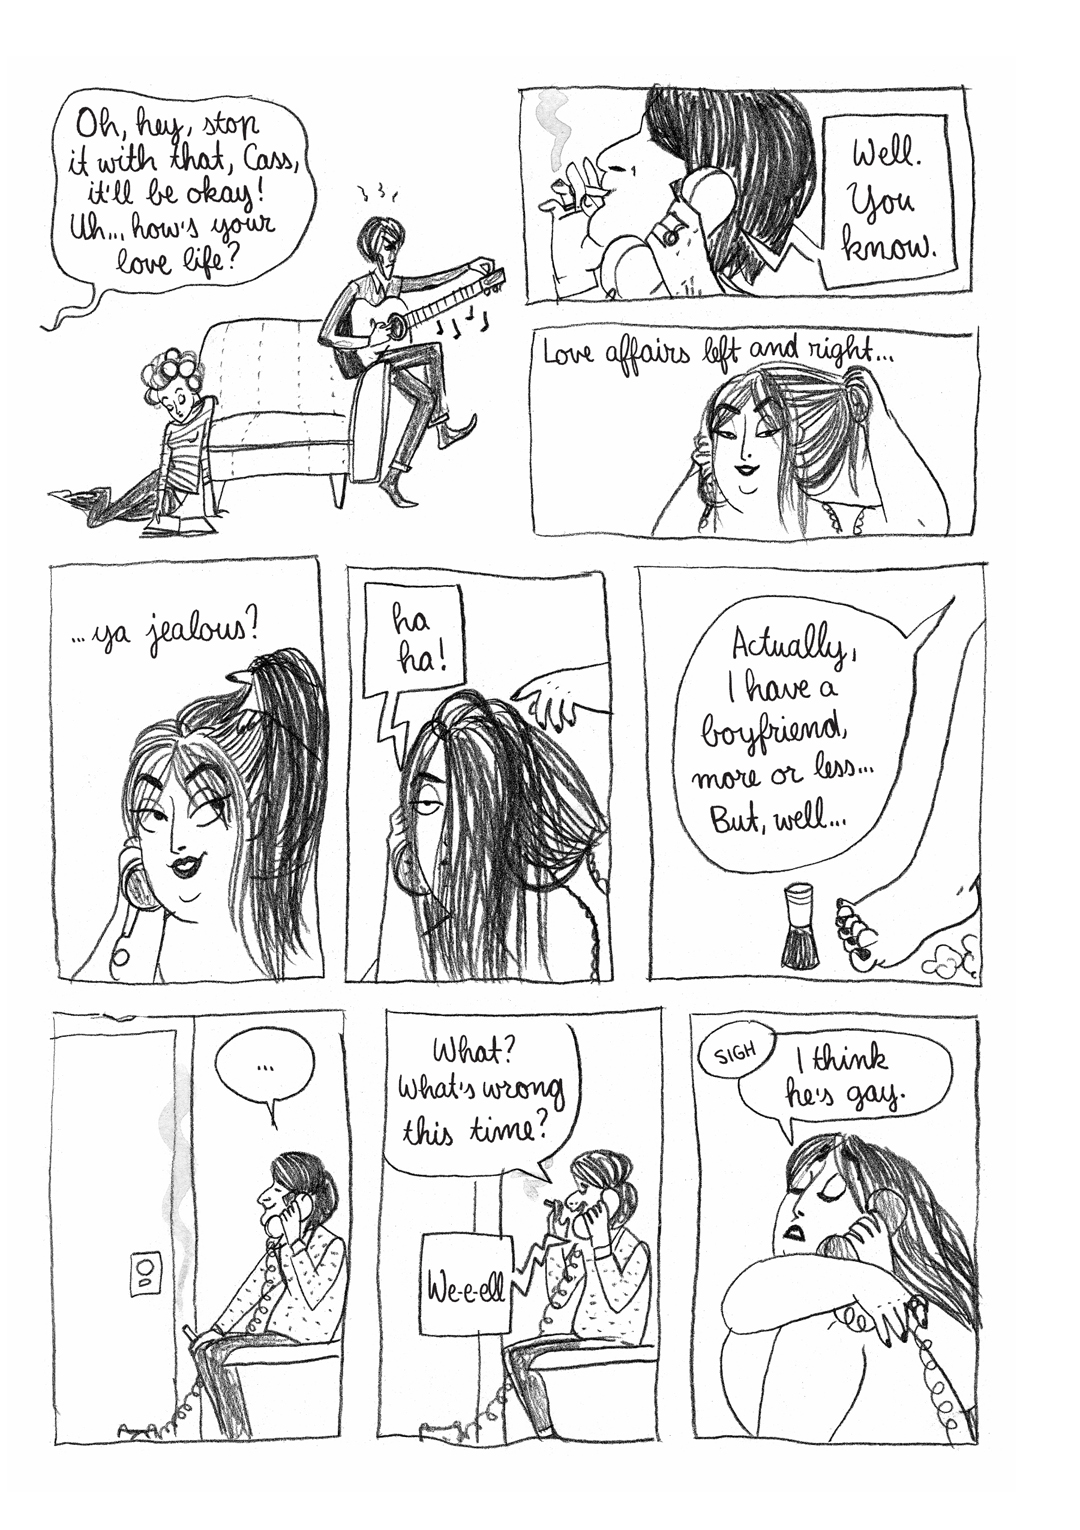 Oh, hey, stop
it with that, Cass,
it'll be okay!
Uh... how's your
love life?
Well.
You
know.
Love affairs left and right...
...ya jealous?
ha
ha!
Actually,
I have a
boyfriend,
more or less...
But, well...
...
What?
What's wrong
this time?
We-e-ell
SIGH
I think
he's gay.